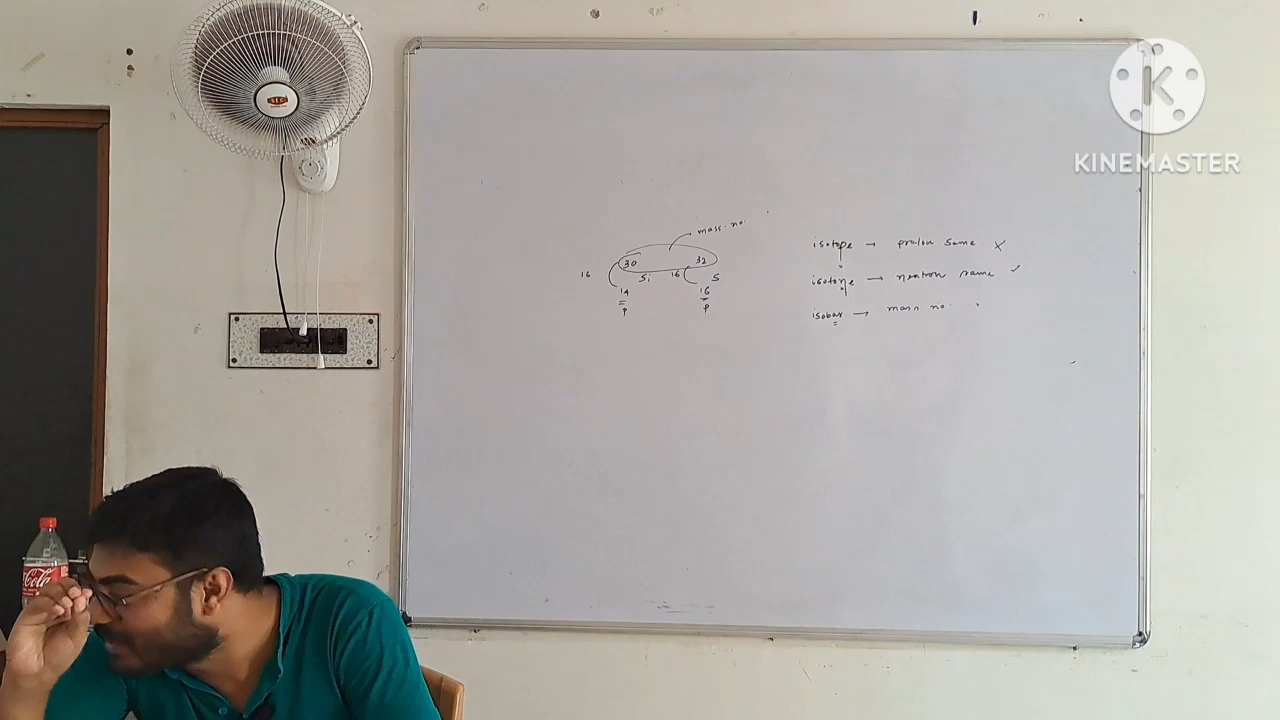 mass. no.
30 32
16 Si 16 S
14 16
P P
isotope → proton same ✗
isotone → neutron same ✓
isobar → mass no.
KINEMASTER
SEC
Coca-Cola